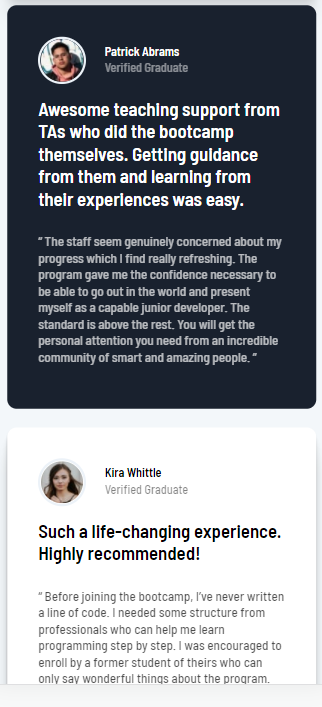 Patrick Abrams
Verified Graduate
Awesome teaching support from
TAs who did the bootcamp
themselves. Getting guidance
from them and learning from
their experiences was easy.
“ The staff seem genuinely concerned about my
progress which I find really refreshing. The
program gave me the confidence necessary to
be able to go out in the world and present
myself as a capable junior developer. The
standard is above the rest. You will get the
personal attention you need from an incredible
community of smart and amazing people. ”
Kira Whittle
Verified Graduate
Such a life-changing experience.
Highly recommended!
“ Before joining the bootcamp, I’ve never written
a line of code. I needed some structure from
professionals who can help me learn
programming step by step. I was encouraged to
enroll by a former student of theirs who can
only say wonderful things about the program.